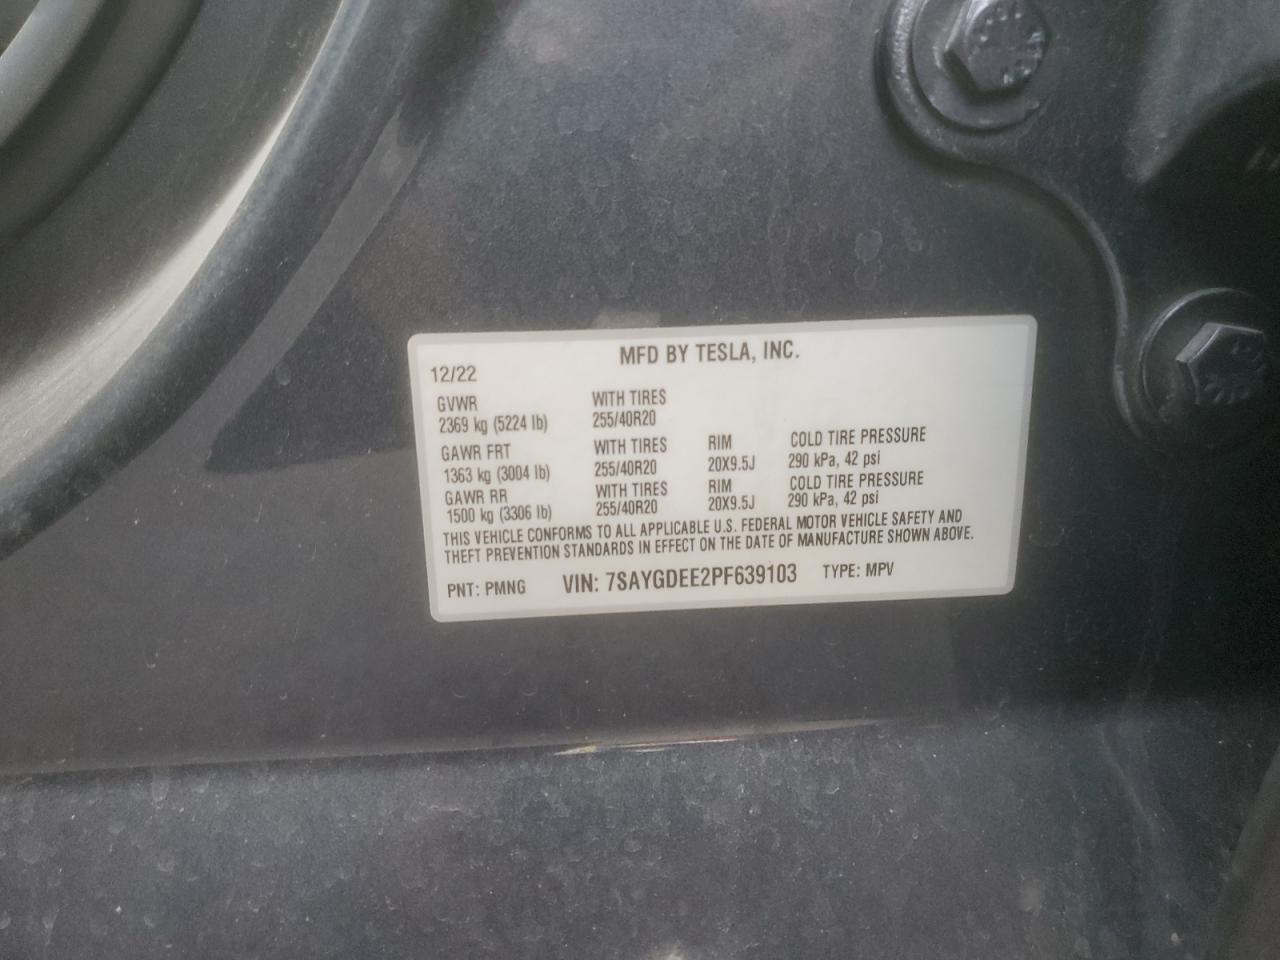 MFD BY TESLA, INC.
12/22
GVWR WITH TIRES
2369 kg (5224 lb) 255/40R20
GAWR FRT WITH TIRES RIM COLD TIRE PRESSURE
1363 kg (3004 lb) 255/40R20 20X9.5J 290 kPa, 42 psi
GAWR RR WITH TIRES RIM COLD TIRE PRESSURE
1500 kg (3306 lb) 255/40R20 20X9.5J 290 kPa, 42 psi
THIS VEHICLE CONFORMS TO ALL APPLICABLE U.S. FEDERAL MOTOR VEHICLE SAFETY AND
THEFT PREVENTION STANDARDS IN EFFECT ON THE DATE OF MANUFACTURE SHOWN ABOVE.
PNT: PMNG VIN: 7SAYGDEE2PF639103 TYPE: MPV